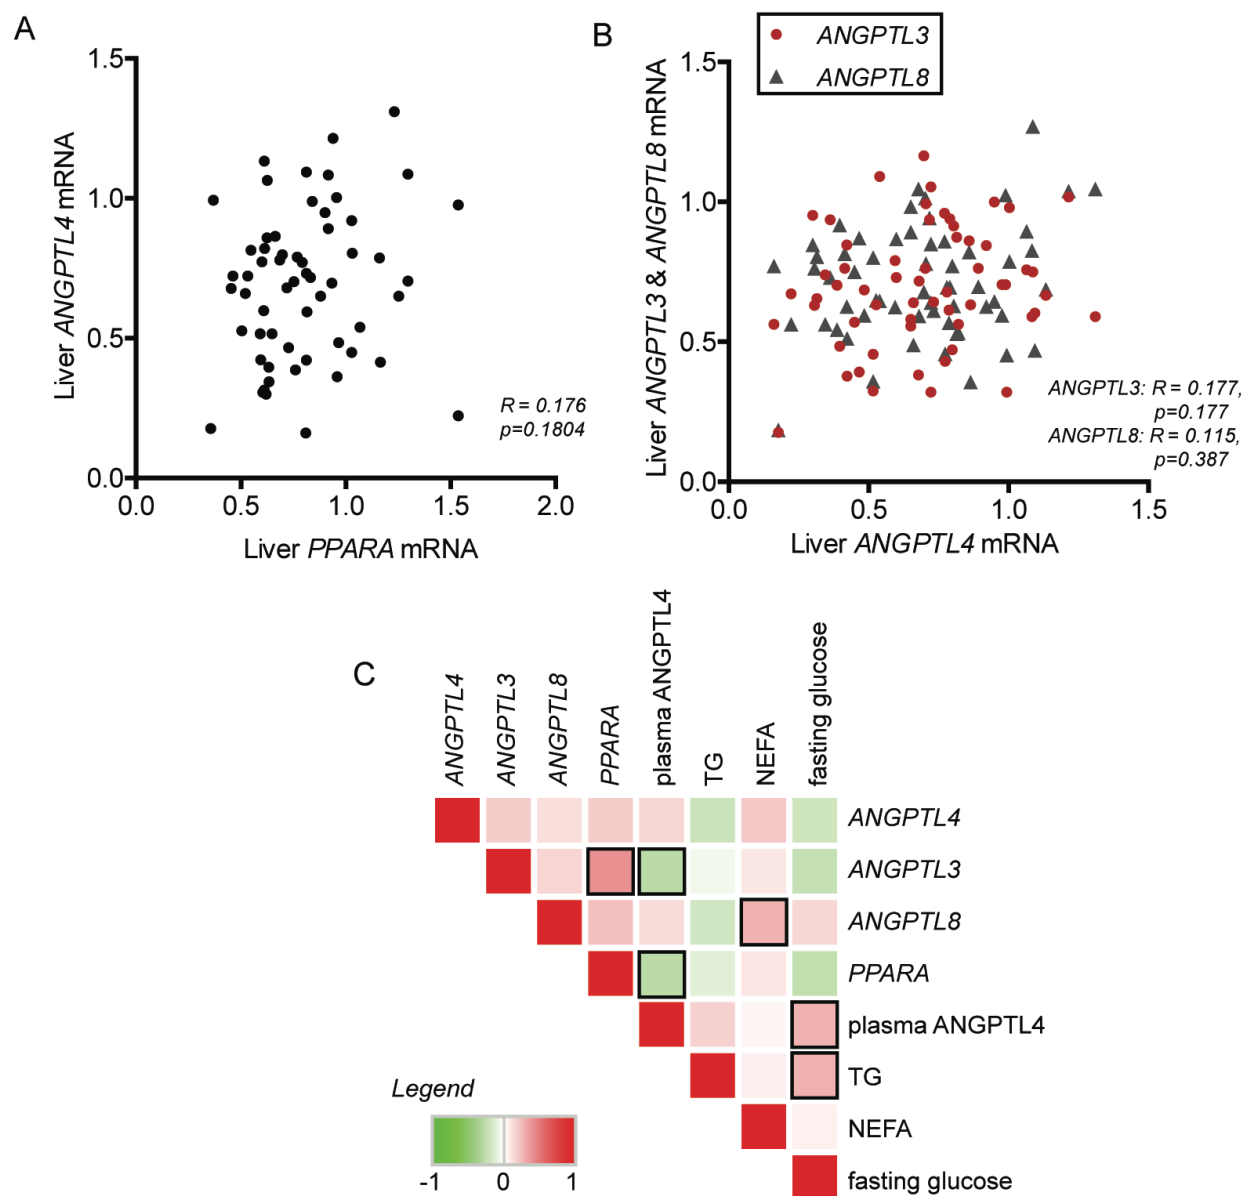 A
Liver ANGPTL4 mRNA
1.5
1.0
0.5
0.0
0.0
0.5
1.0
1.5
2.0
Liver PPARA mRNA
R = 0.176
p=0.1804
B
ANGPTL3
ANGPTL8
Liver ANGPTL3 & ANGPTL8 mRNA
1.5
1.0
0.5
0.0
0.0
0.5
1.0
1.5
Liver ANGPTL4 mRNA
ANGPTL3: R = 0.177,
p=0.177
ANGPTL8: R = 0.115,
p=0.387
C
ANGPTL4
ANGPTL3
ANGPTL8
PPARA
plasma ANGPTL4
TG
NEFA
fasting glucose
ANGPTL4
ANGPTL3
ANGPTL8
PPARA
plasma ANGPTL4
TG
NEFA
fasting glucose
Legend
-1
0
1